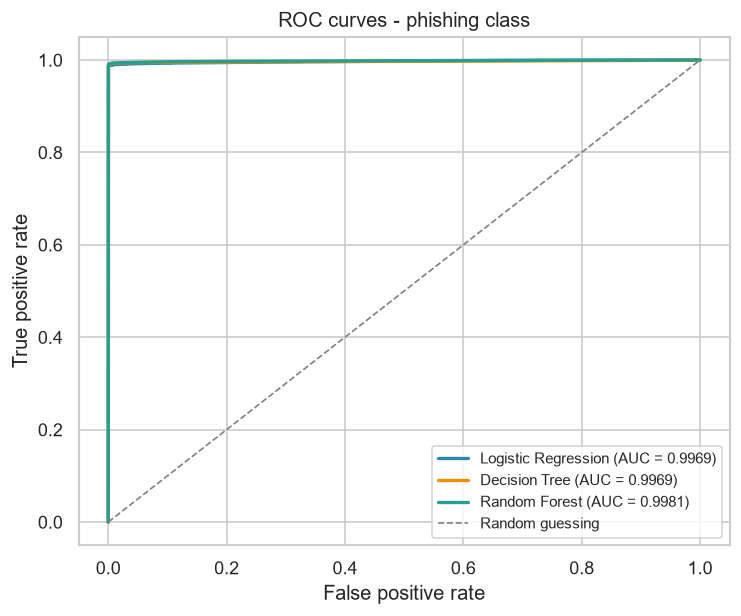 ROC curves - phishing class
1.0
0.8
0.6
0.4
0.2
0.0
True positive rate
Logistic Regression (AUC = 0.9969)
Decision Tree (AUC = 0.9969)
Random Forest (AUC = 0.9981)
Random guessing
0.0 0.2 0.4 0.6 0.8 1.0
False positive rate